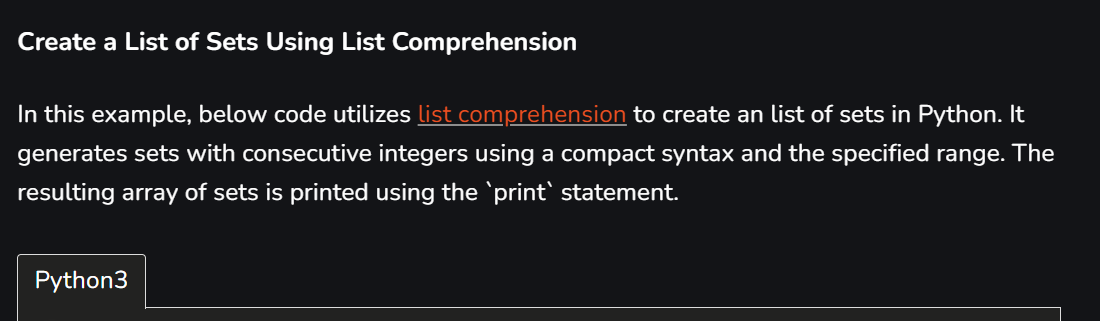 Create a List of Sets Using List Comprehension
In this example, below code utilizes list comprehension to create an list of sets in Python. It
generates sets with consecutive integers using a compact syntax and the specified range. The
resulting array of sets is printed using the `print` statement.
Python3